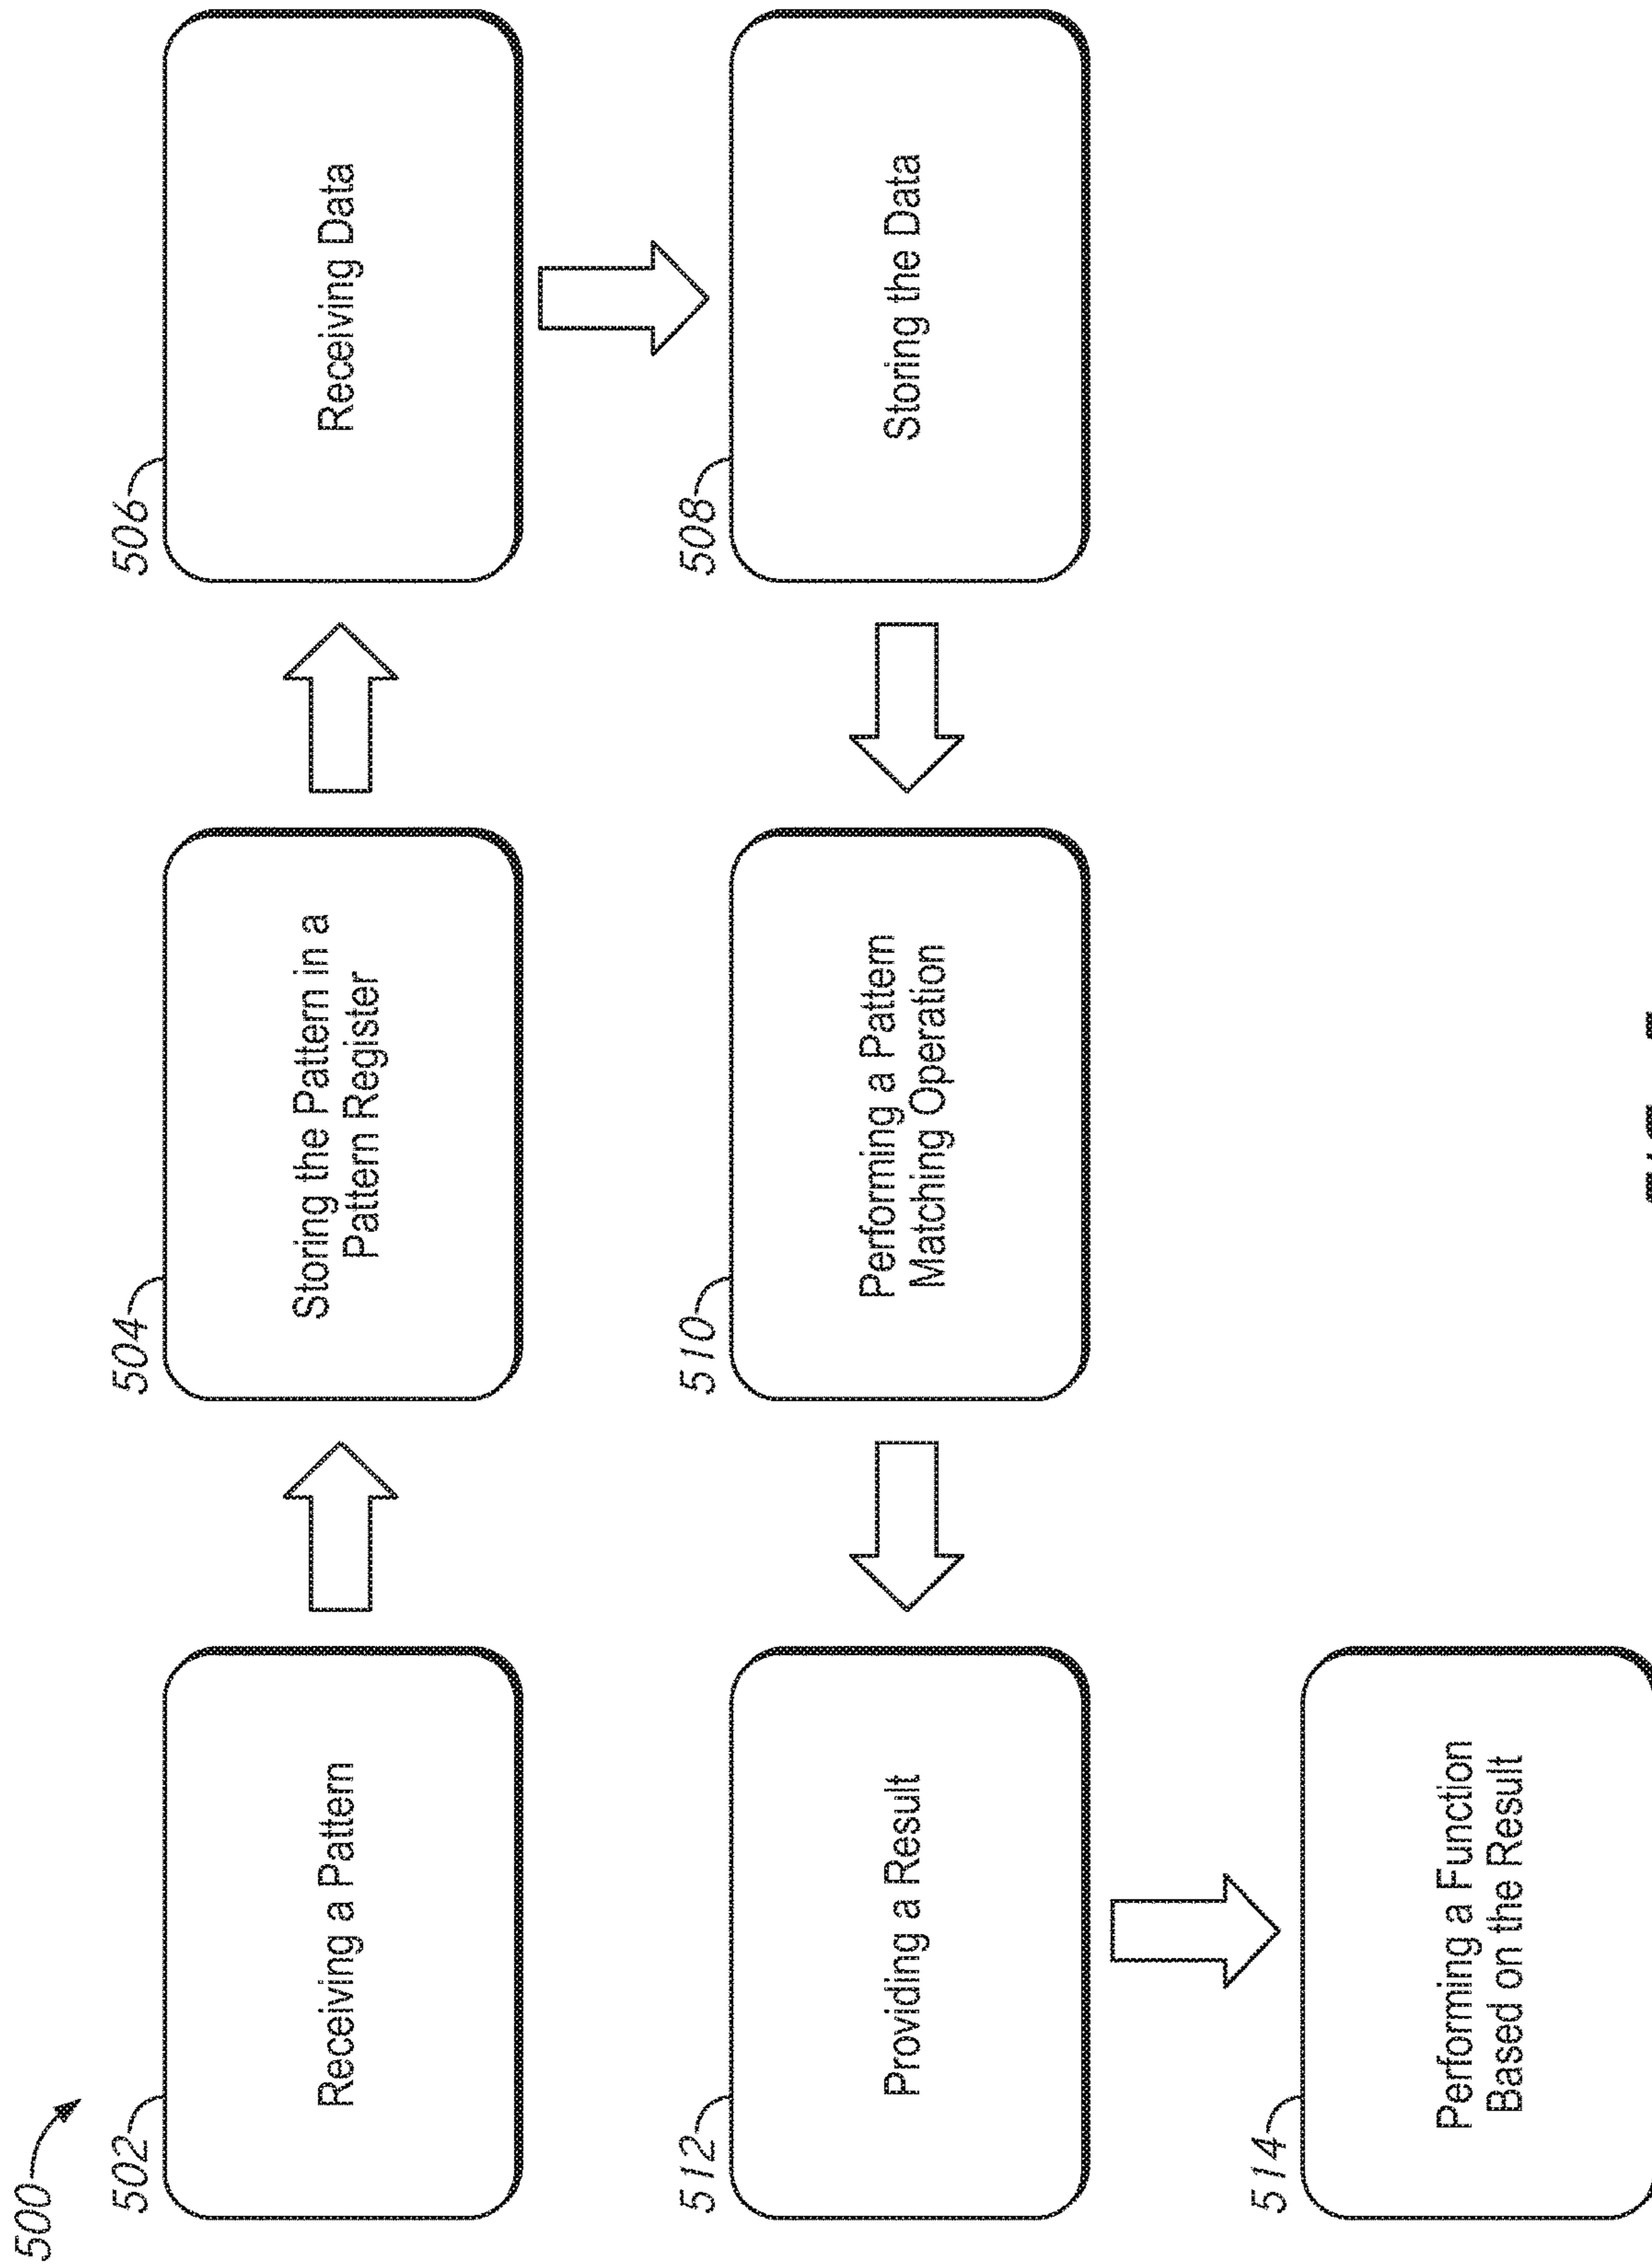 500
502
Receiving a Pattern
504
Storing the Pattern in a
Pattern Register
506
Receiving Data
508
Storing the Data
510
Performing a Pattern
Matching Operation
512
Providing a Result
514
Performing a Function
Based on the Result